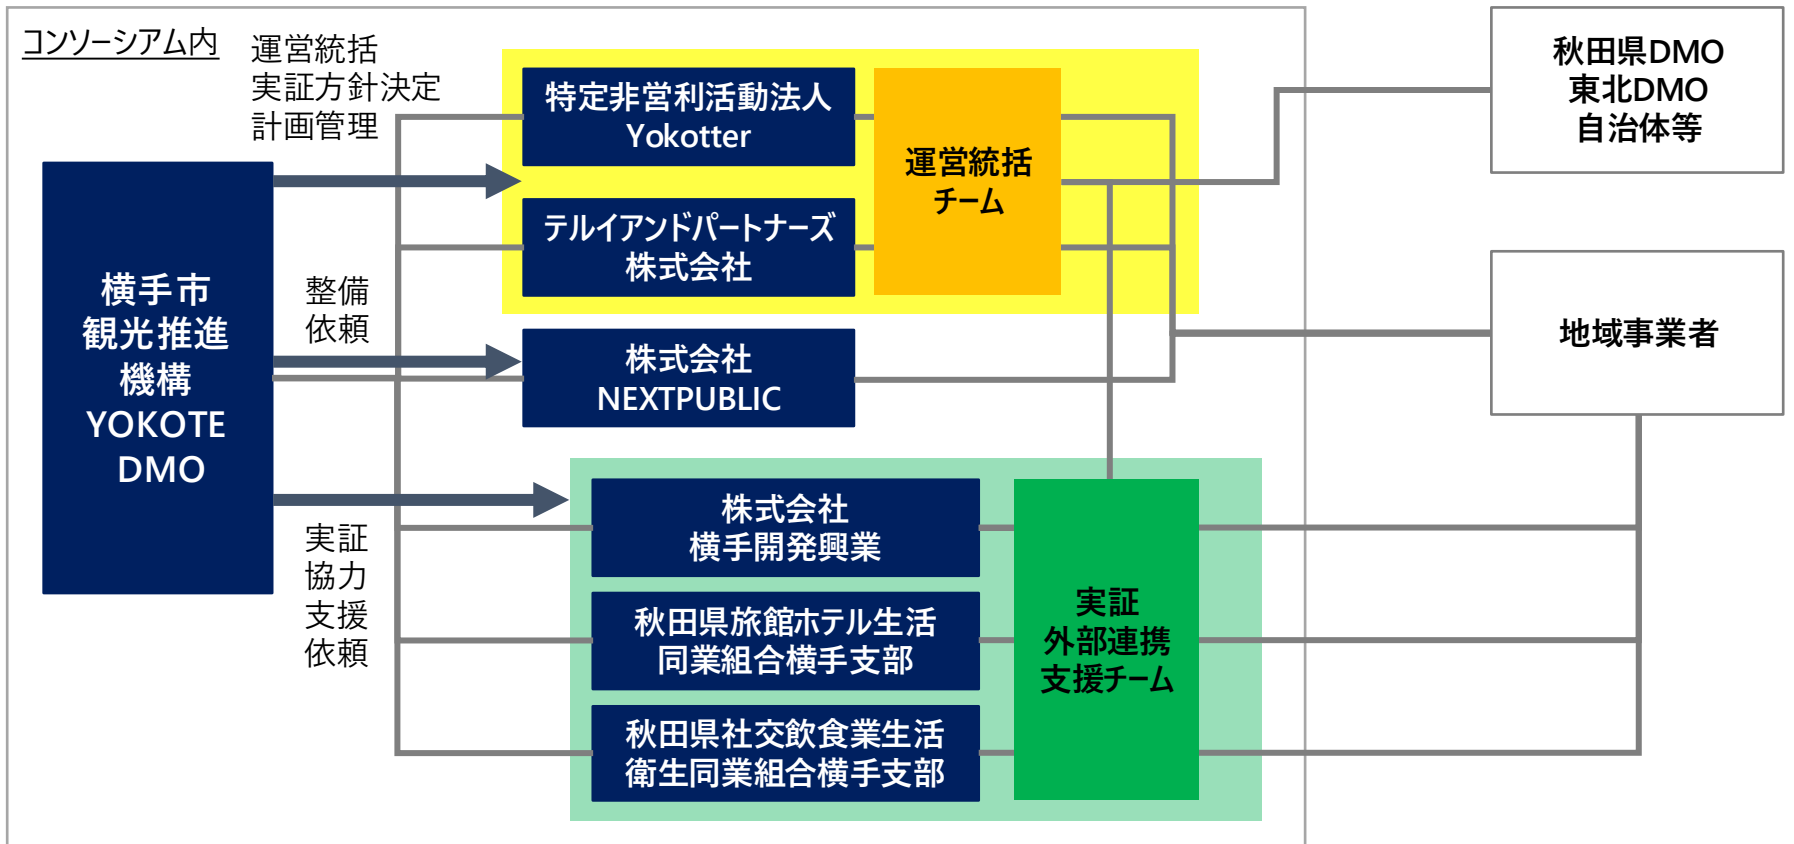 コンソーシアム内
運営統括
実証方針決定
計画管理
横手市
観光推進
機構
YOKOTE
DMO
整備
依頼
実証
協力
支援
依頼
特定非営利活動法人
Yokotter
テルイアンドパートナーズ
株式会社
運営統括
チーム
株式会社
NEXTPUBLIC
株式会社
横手開発興業
秋田県旅館ホテル生活
同業組合横手支部
秋田県社交飲食業生活
衛生同業組合横手支部
実証
外部連携
支援チーム
秋田県DMO
東北DMO
自治体等
地域事業者